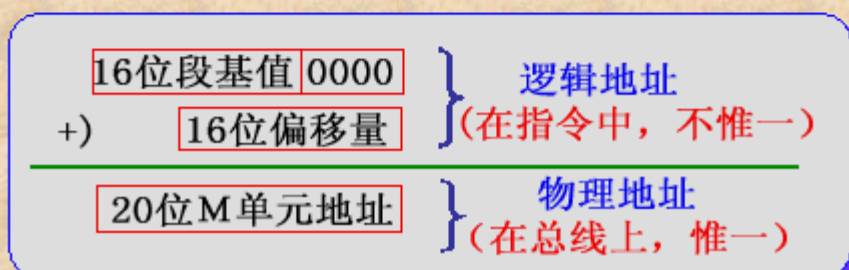 16位段基值 0000
逻辑地址
+) 16位偏移量
(在指令中，不惟一)
20位M单元地址
物理地址
(在总线上，惟一)